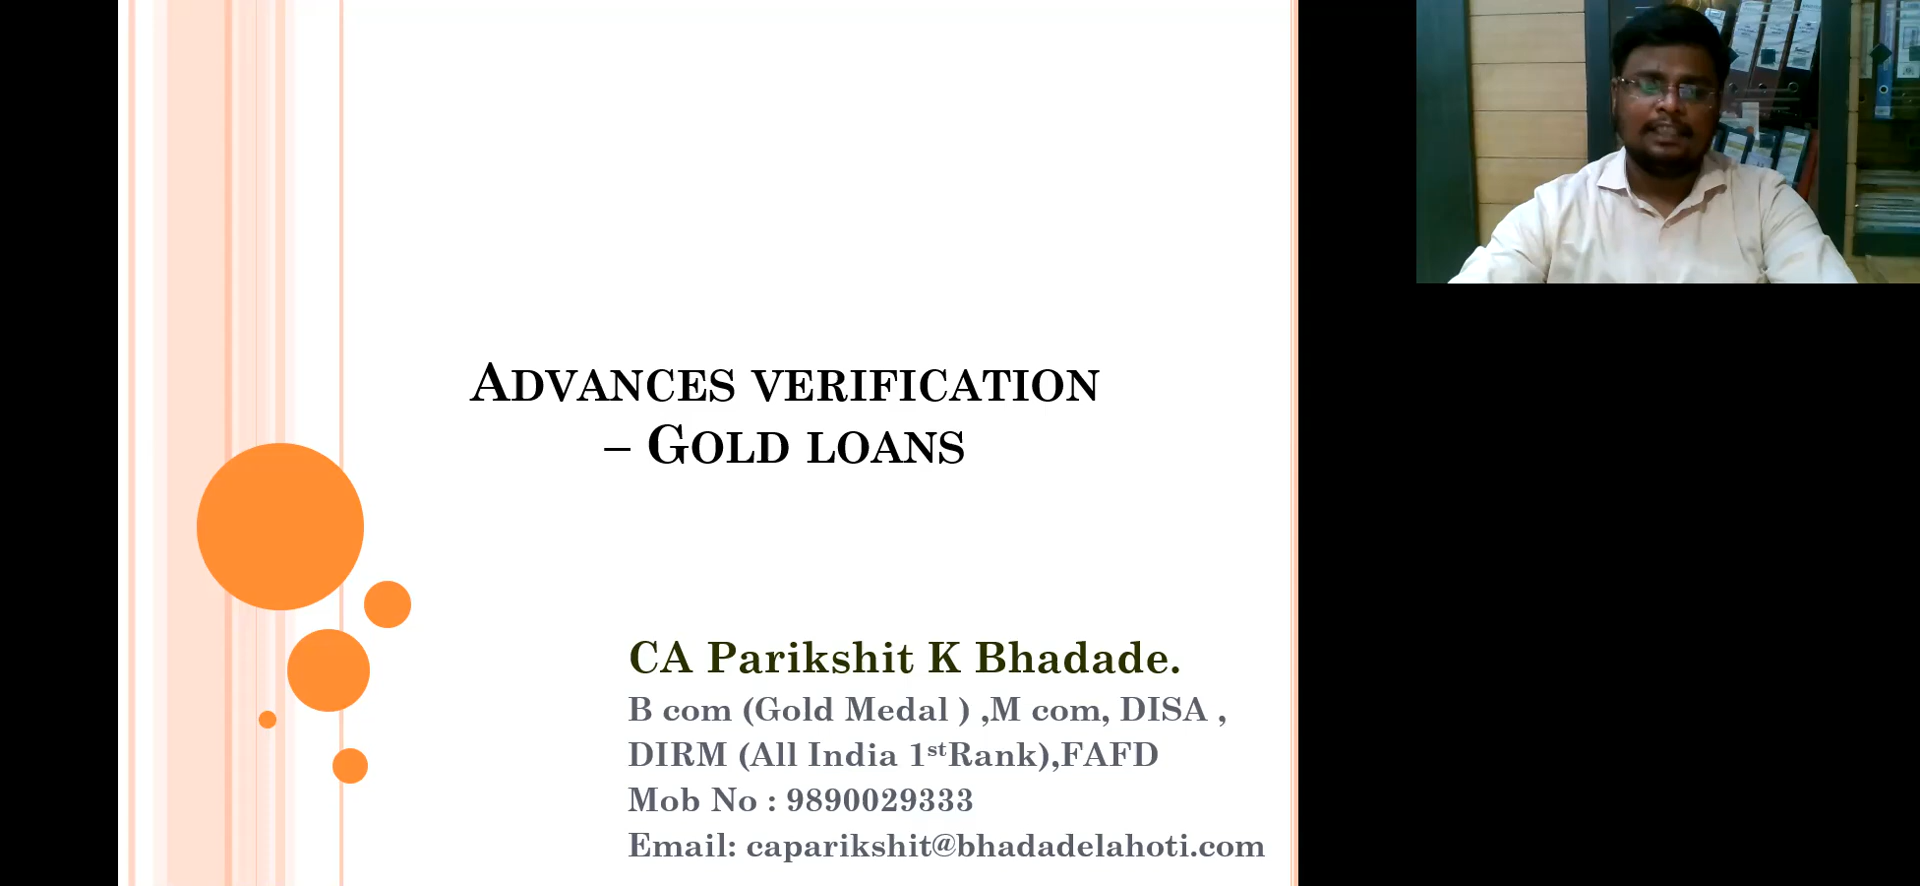 ADVANCES VERIFICATION
– GOLD LOANS
CA Parikshit K Bhadade.
B com (Gold Medal ) ,M com, DISA ,
DIRM (All India 1stRank),FAFD
Mob No : 9890029333
Email: caparikshit@bhadadelahoti.com